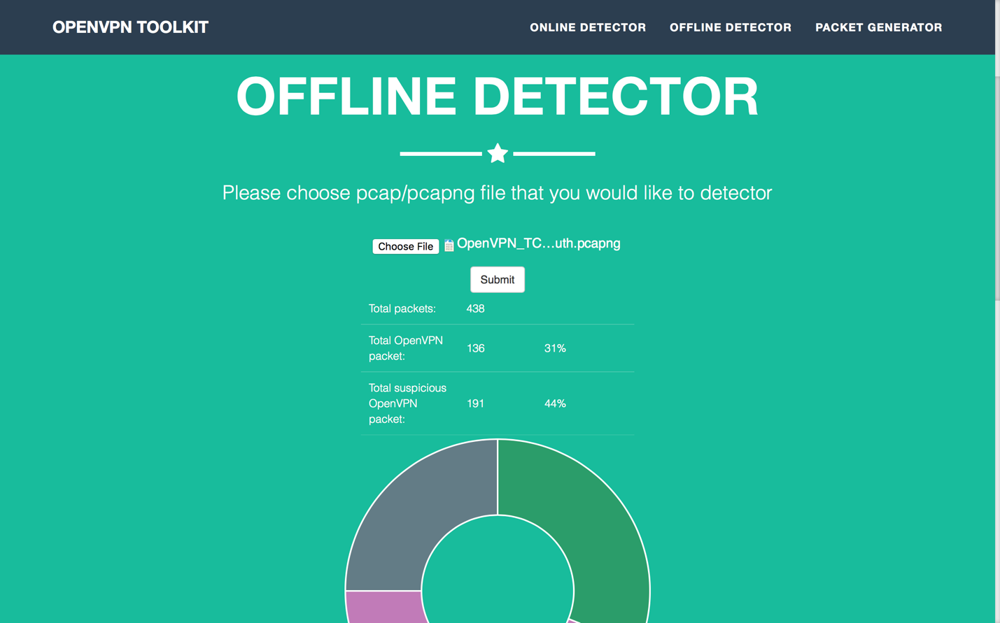 OPENVPN TOOLKIT
ONLINE DETECTOR
OFFLINE DETECTOR
PACKET GENERATOR
OFFLINE DETECTOR
Please choose pcap/pcapng file that you would like to detector
Choose File OpenVPN_TC...uth.pcapng
Submit
Total packets: 438
Total OpenVPN
packet: 136 31%
Total suspicious
OpenVPN 191 44%
packet: